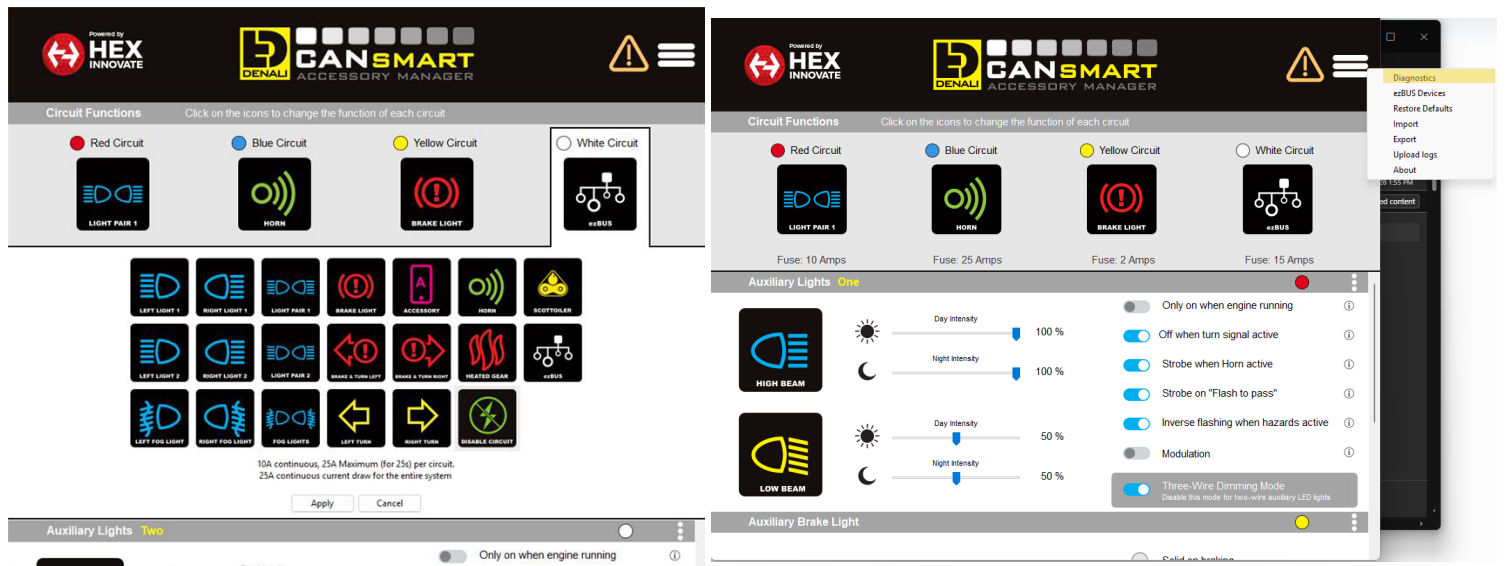 Powered by
HEX
INNOVATE
DENALI
CANSMART
ACCESSORY MANAGER
Circuit Functions Click on the icons to change the function of each circuit
Red Circuit Blue Circuit Yellow Circuit White Circuit
LIGHT PAIR 1 HORN BRAKE LIGHT ezBUS
A
LEFT LIGHT 1 RIGHT LIGHT 1 LIGHT PAIR 1 BRAKE LIGHT ACCESSORY HORN SCOTTOILER
LEFT LIGHT 2 RIGHT LIGHT 2 LIGHT PAIR 2 BRAKE & TURN LEFT BRAKE & TURN RIGHT HEATED GEAR ezBUS
LEFT FOG LIGHT RIGHT FOG LIGHT FOG LIGHTS LEFT TURN RIGHT TURN DISABLE CIRCUIT
10A continuous, 25A Maximum (for 25s) per circuit.
25A continuous current draw for the entire system
Apply Cancel
Auxiliary Lights Two
Only on when engine running
Powered by
HEX
INNOVATE
DENALI
CANSMART
ACCESSORY MANAGER
Diagnostics
ezBUS Devices
Restore Defaults
Import
Export
Upload logs
About
1:55 PM
ed content
Circuit Functions Click on the icons to change the function of each circuit
Red Circuit Blue Circuit Yellow Circuit White Circuit
LIGHT PAIR 1 HORN BRAKE LIGHT ezBUS
Fuse: 10 Amps Fuse: 25 Amps Fuse: 2 Amps Fuse: 15 Amps
Auxiliary Lights One
HIGH BEAM
Day Intensity
100 %
Night Intensity
100 %
LOW BEAM
Day Intensity
50 %
Night Intensity
50 %
Only on when engine running
Off when turn signal active
Strobe when Horn active
Strobe on "Flash to pass"
Inverse flashing when hazards active
Modulation
Three-Wire Dimming Mode
Disable this mode for two-wire auxiliary LED lights
Auxiliary Brake Light
Solid on braking